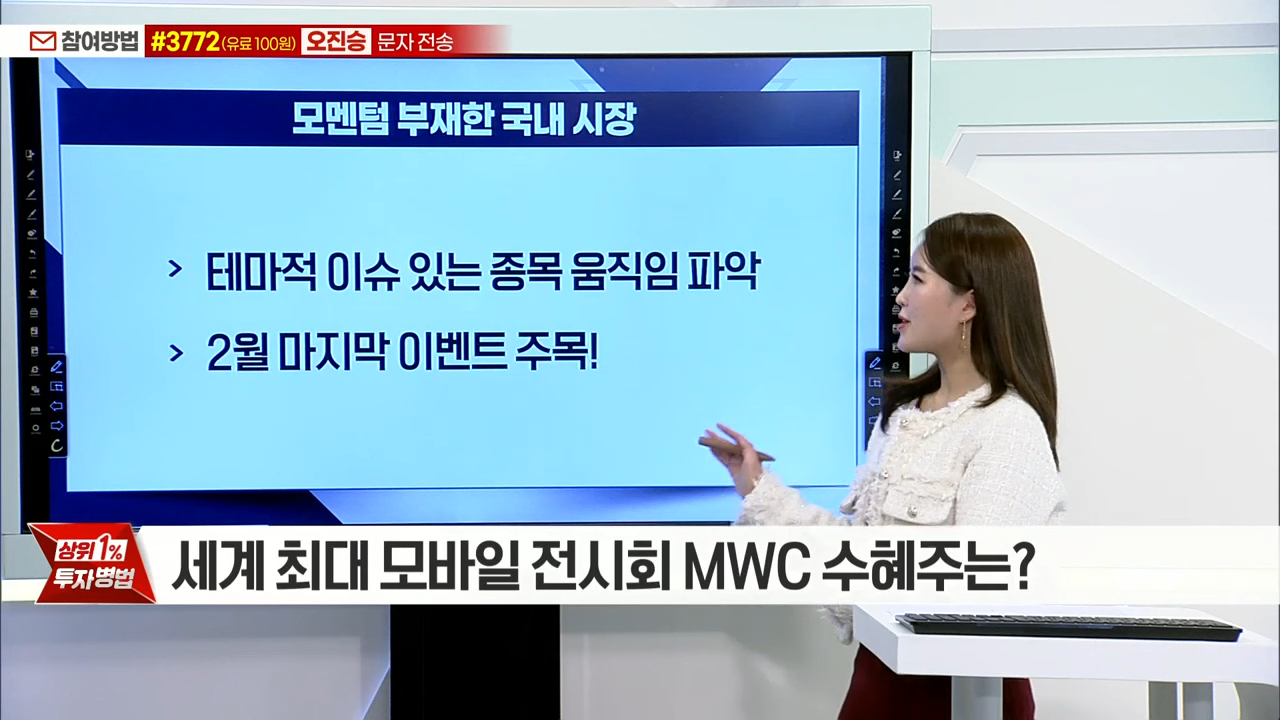 참여방법 #3772(유료 100원) 오진승 문자 전송
모멘텀 부재한 국내 시장
> 테마적 이슈 있는 종목 움직임 파악
> 2월 마지막 이벤트 주목!
상위 1%
투자병법
세계 최대 모바일 전시회 MWC 수혜주는?